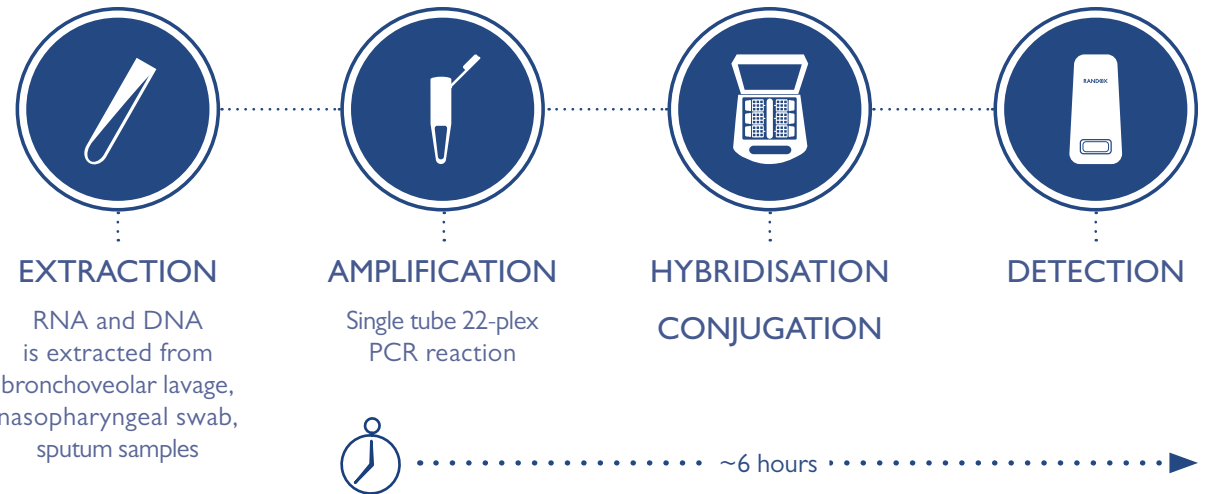 RANDOX
EXTRACTION
RNA and DNA
is extracted from
bronchoveolar lavage,
nasopharyngeal swab,
sputum samples
AMPLIFICATION
Single tube 22-plex
PCR reaction
HYBRIDISATION
CONJUGATION
DETECTION
~6 hours